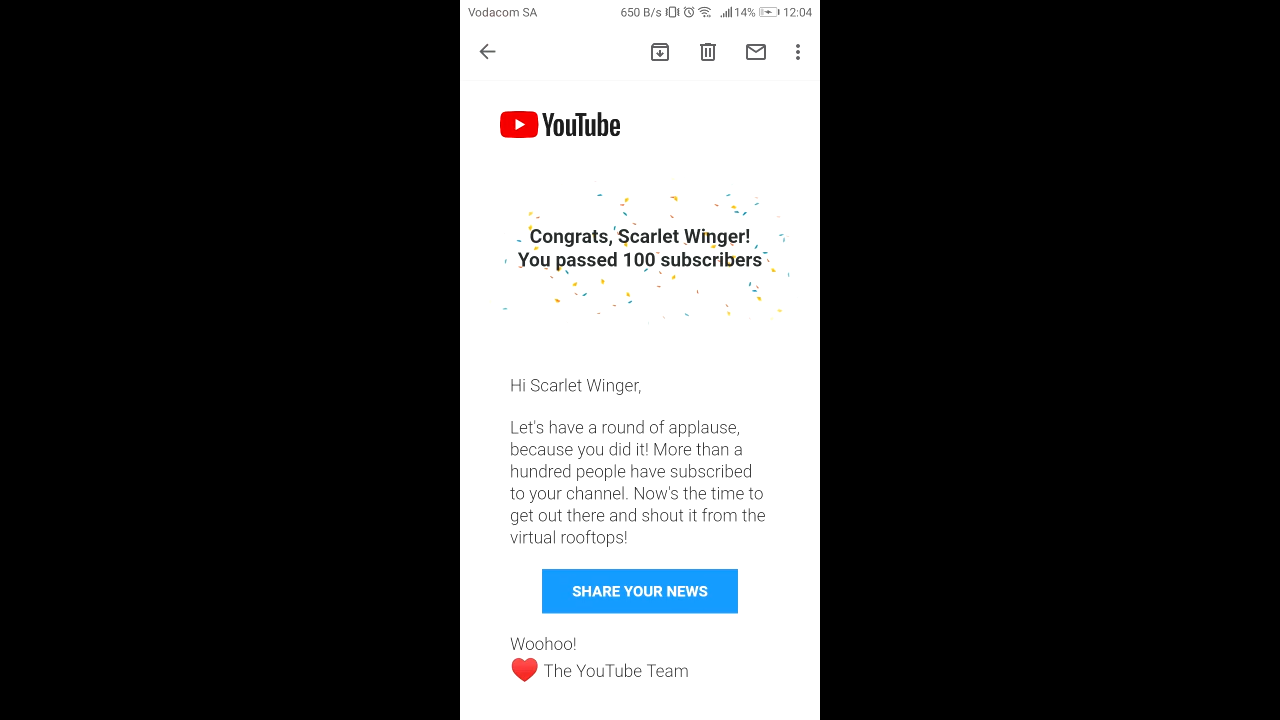 Vodacom SA 650 B/s 14% 12:04
YouTube
Congrats, Scarlet Winger!
You passed 100 subscribers
Hi Scarlet Winger,
Let's have a round of applause,
because you did it! More than a
hundred people have subscribed
to your channel. Now's the time to
get out there and shout it from the
virtual rooftops!
SHARE YOUR NEWS
Woohoo!
The YouTube Team